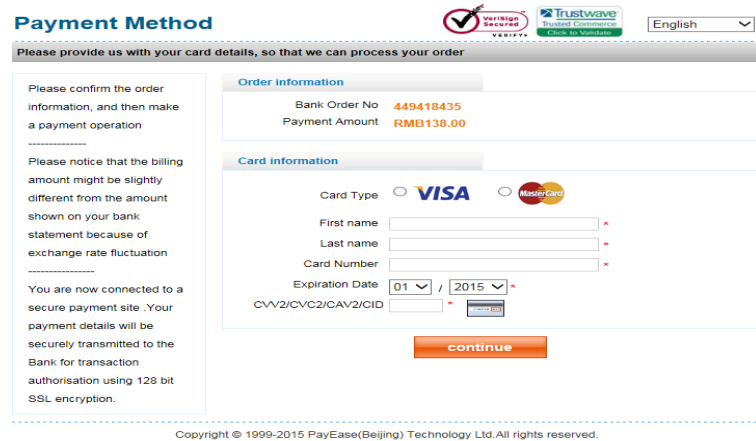 Payment Method
VeriSign
Secured
VERIFY
Trustwave
Trusted Commerce
Click to Validate
English
Please provide us with your card details, so that we can process your order
Please confirm the order
information, and then make
a payment operation
--------------
Please notice that the billing
amount might be slightly
different from the amount
shown on your bank
statement because of
exchange rate fluctuation
----------------
You are now connected to a
secure payment site .Your
payment details will be
securely transmitted to the
Bank for transaction
authorisation using 128 bit
SSL encryption.
Order information
Bank Order No 449418435
Payment Amount RMB138.00
Card information
Card Type VISA MasterCard
First name *
Last name *
Card Number *
Expiration Date 01 / 2015 *
CVV2/CVC2/CAV2/CID *
continue
Copyright © 1999-2015 PayEase(Beijing) Technology Ltd.All rights reserved.